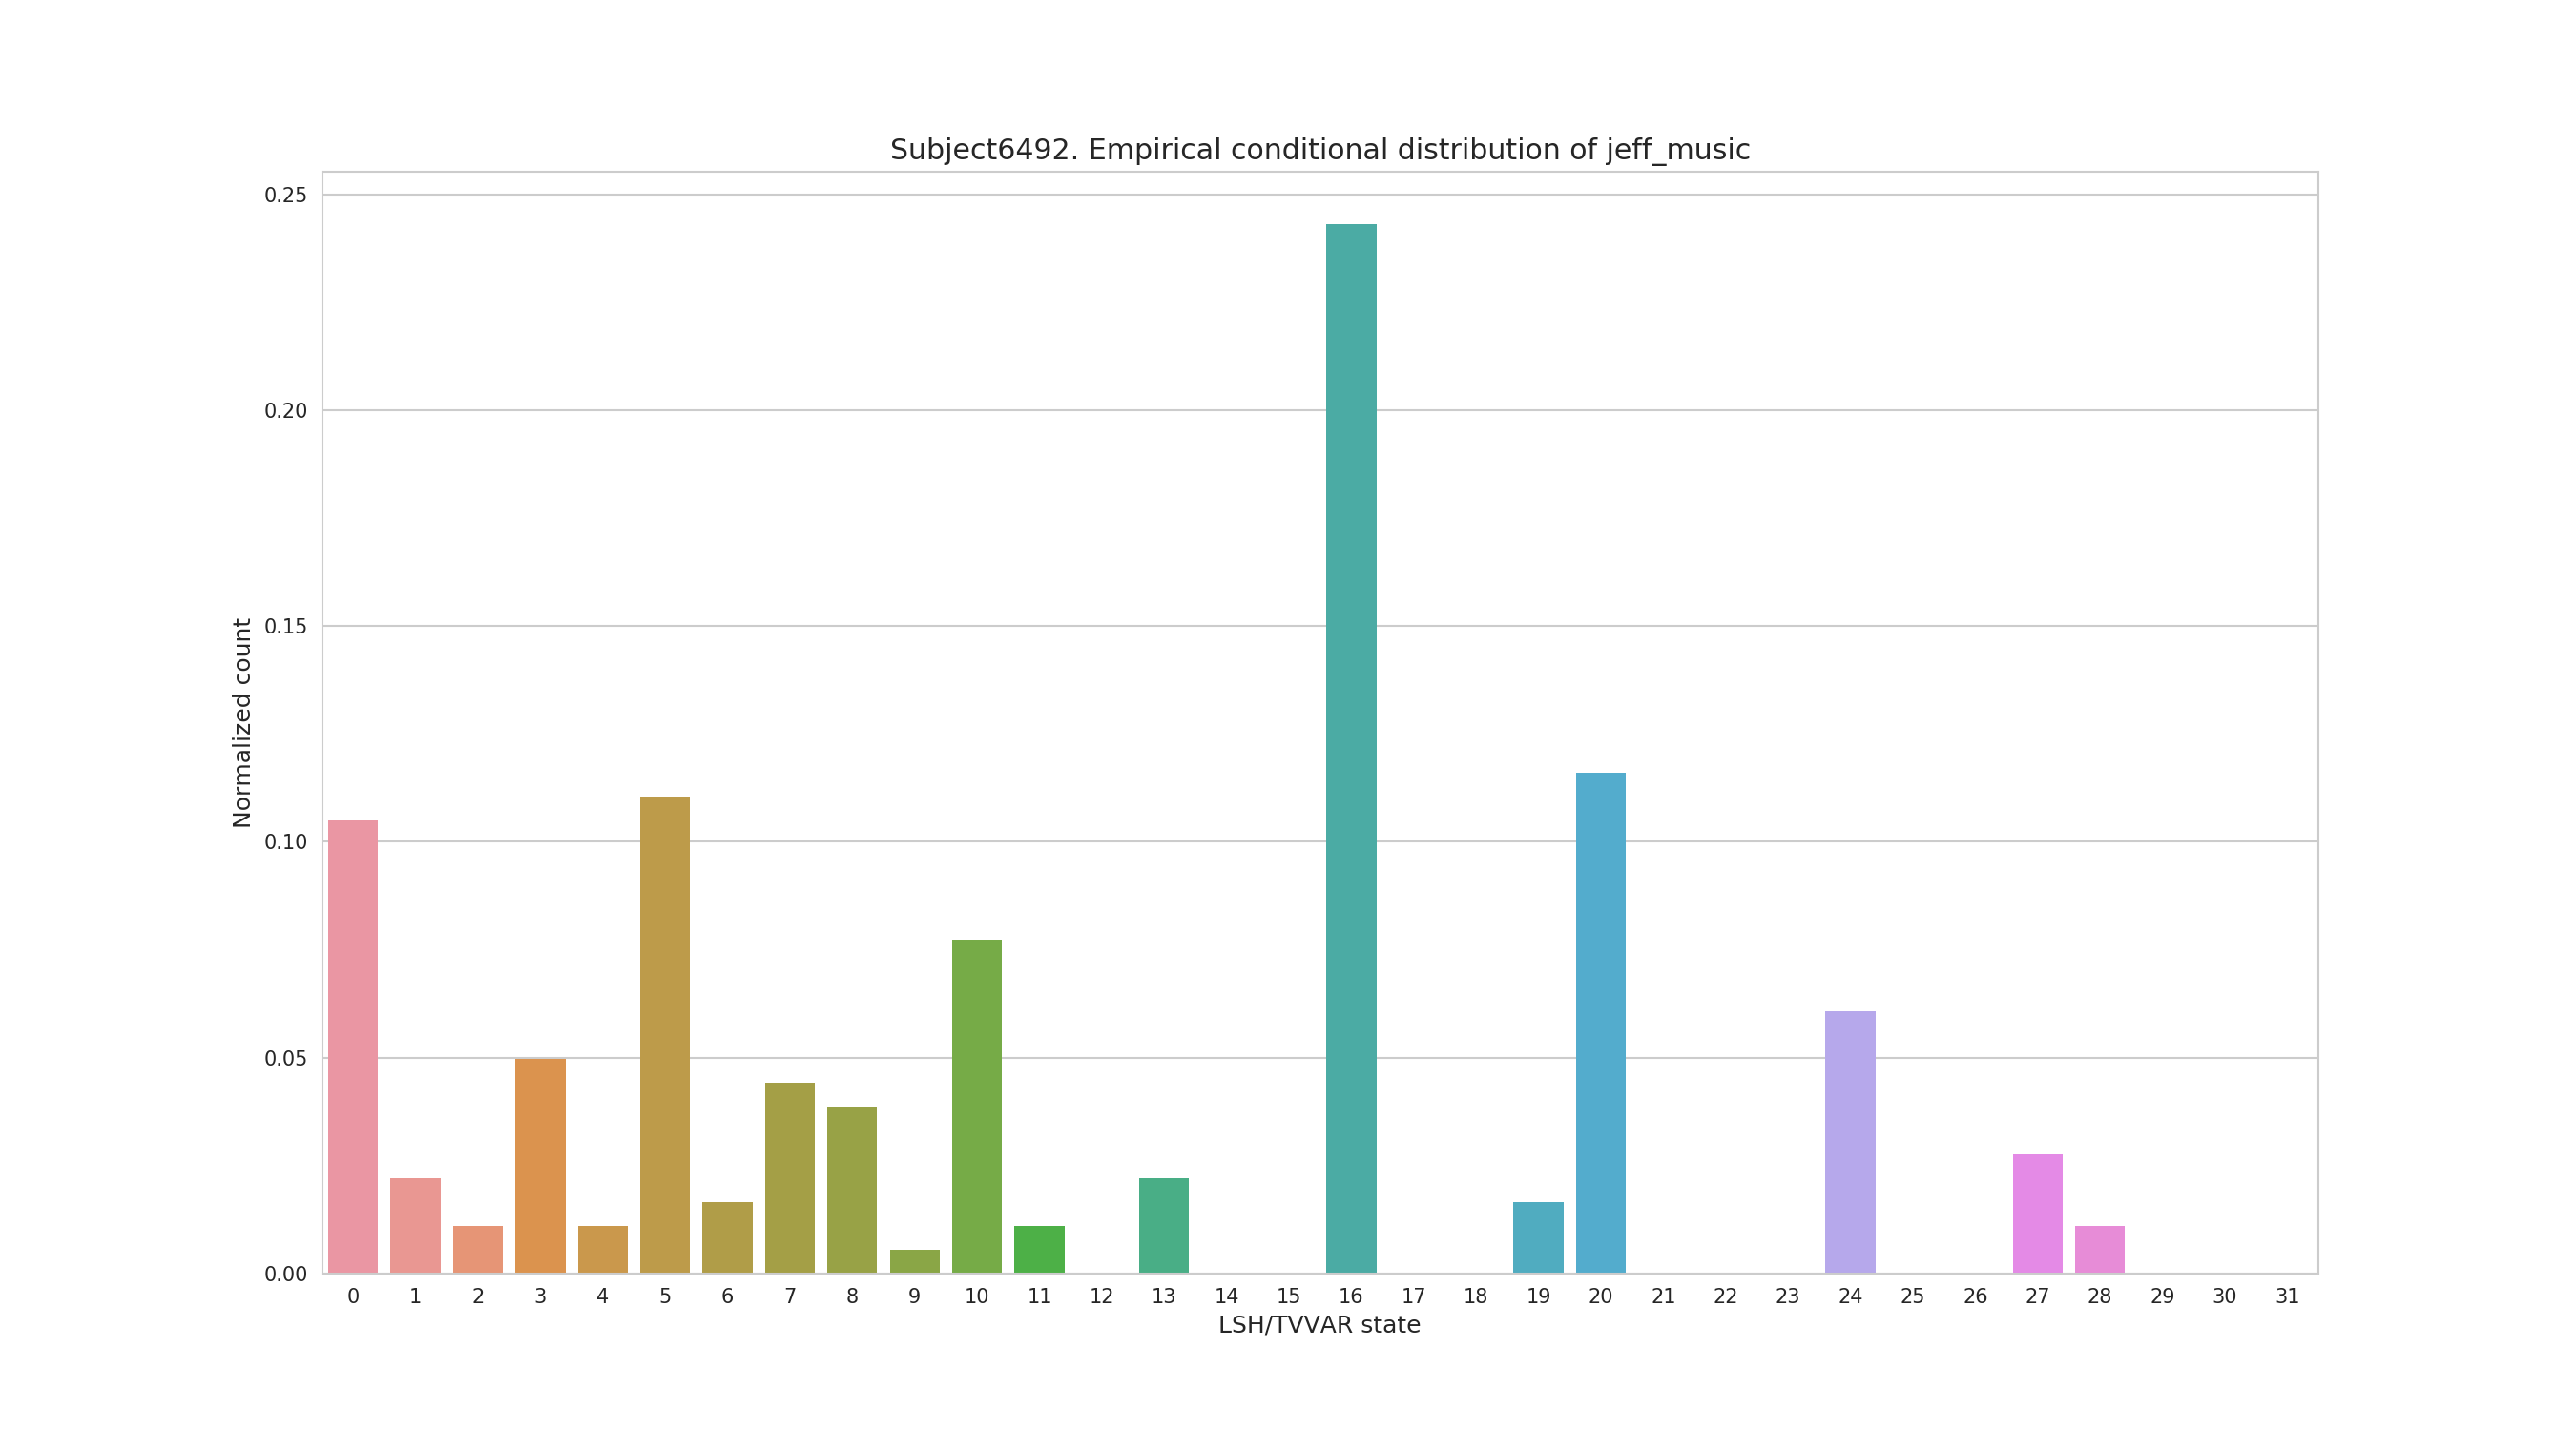 Subject6492. Empirical conditional distribution of jeff_music
0.25
0.20
0.15
0.10
0.05
0.00
Normalized count
0 1 2 3 4 5 6 7 8 9 10 11 12 13 14 15 16 17 18 19 20 21 22 23 24 25 26 27 28 29 30 31
LSH/TVVAR state